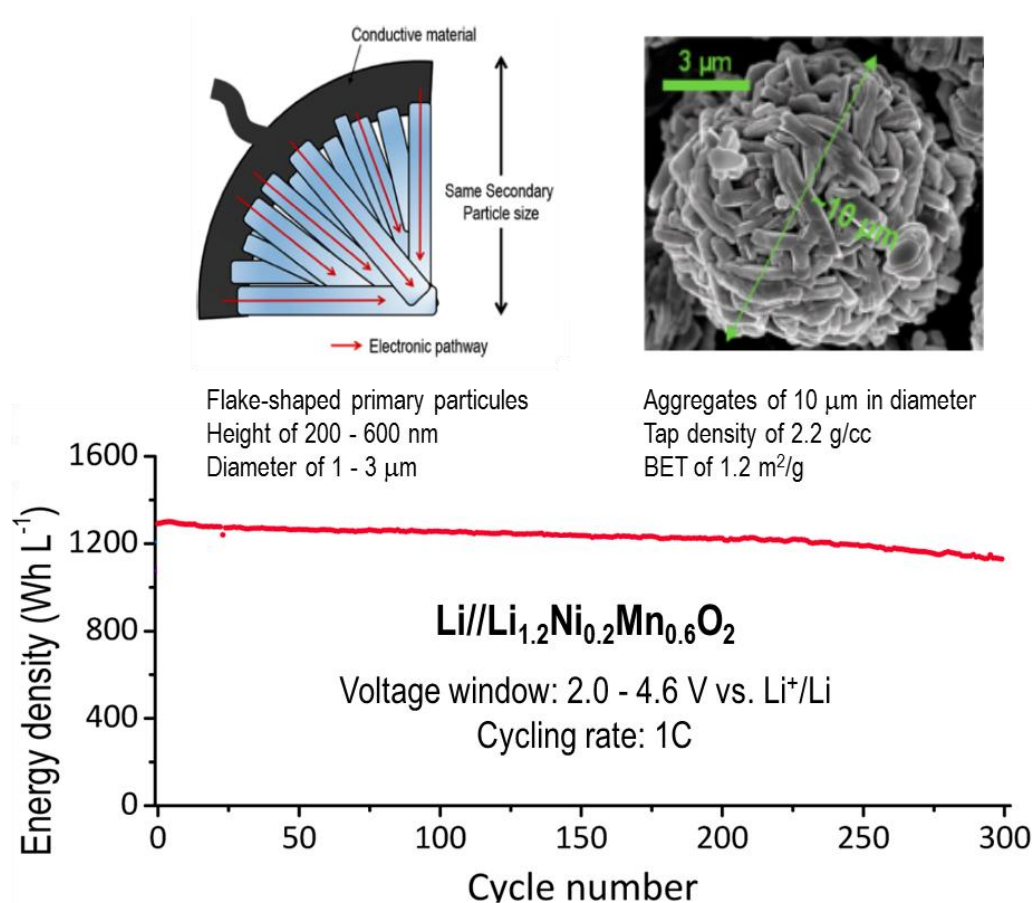 Conductive material
Same Secondary
Particle size
Electronic pathway
3 µm
~10 µm
Flake-shaped primary particules
Height of 200 - 600 nm
Diameter of 1 - 3 µm
Aggregates of 10 µm in diameter
Tap density of 2.2 g/cc
BET of 1.2 m²/g
Energy density (Wh L⁻¹)
1600
1200
800
400
0
Li//Li₁.₂Ni₀.₂Mn₀.₆O₂
Voltage window: 2.0 - 4.6 V vs. Li⁺/Li
Cycling rate: 1C
0 50 100 150 200 250 300
Cycle number